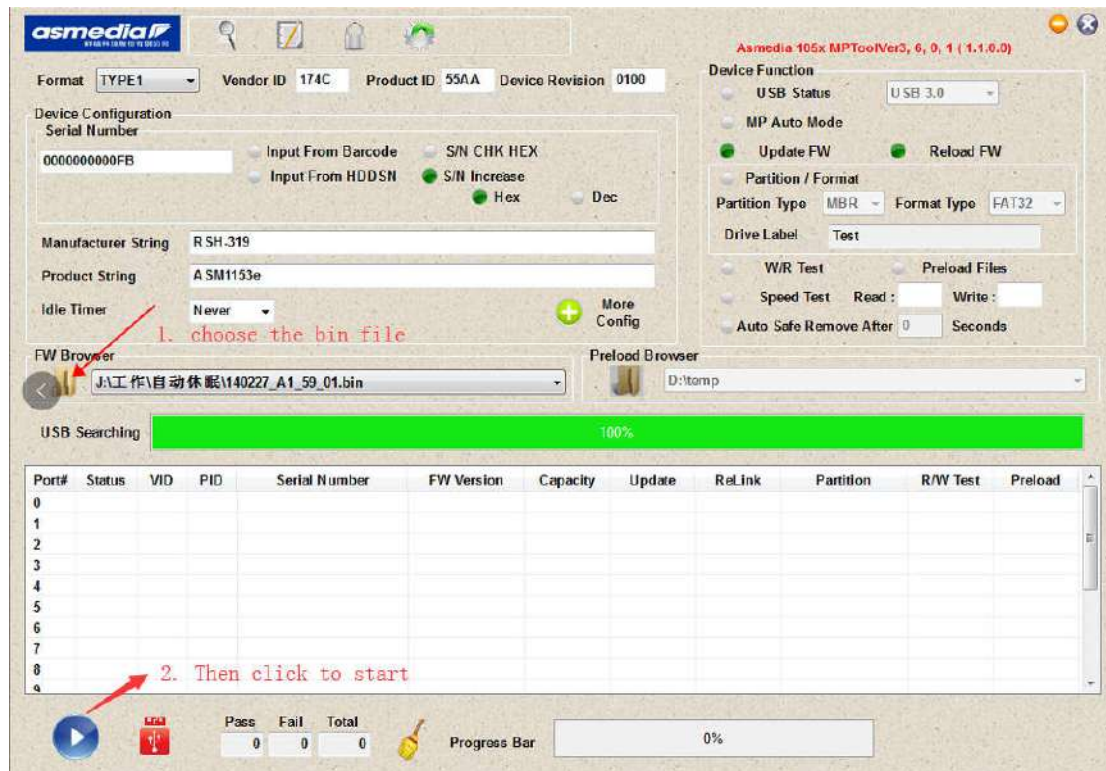 asmedia
Asmedia 105x MPToolVer3, 6, 0, 1 ( 1.1.0.0)
Format TYPE1 Vendor ID 174C Product ID 55AA Device Revision 0100
Device Configuration
Serial Number
0000000000FB
Input From Barcode S/N CHK HEX
Input From HDDSN S/N Increase
Hex Dec
Manufacturer String RSH-319
Product String ASM1153e
Idle Timer Never
More Config
Device Function
USB Status USB 3.0
MP Auto Mode
Update FW Reload FW
Partition / Format
Partition Type MBR Format Type FAT32
Drive Label Test
W/R Test Preload Files
Speed Test Read : Write :
Auto Safe Remove After 0 Seconds
1. choose the bin file
FW Browser
J:\工作\自动休眠\140227_A1_59_01.bin
Preload Browser
D:\temp
USB Searching 100%
Port# Status VID PID Serial Number FW Version Capacity Update ReLink Partition R/W Test Preload
0
1
2
3
4
5
6
7
8
9
2. Then click to start
Pass Fail Total
0 0 0
Progress Bar 0%